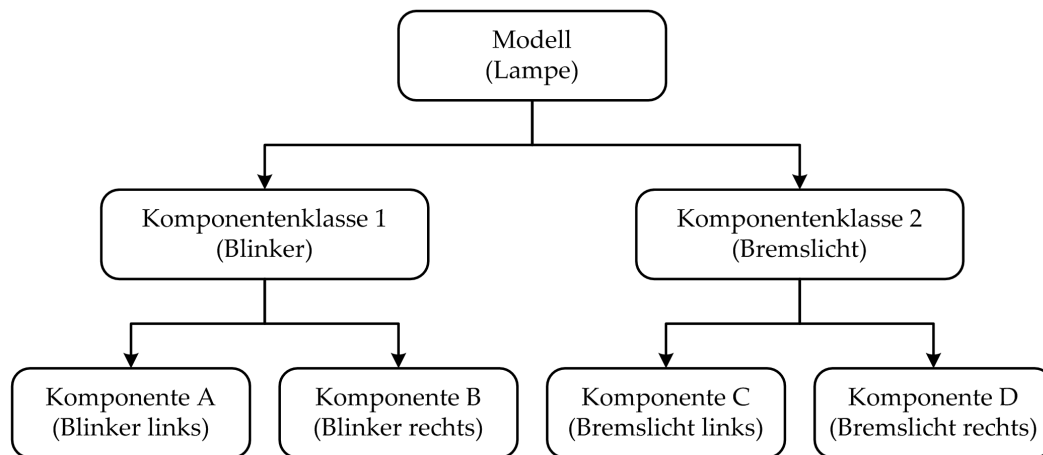 Modell
(Lampe)
Komponentenklasse 1
(Blinker)
Komponentenklasse 2
(Bremslicht)
Komponente A
(Blinker links)
Komponente B
(Blinker rechts)
Komponente C
(Bremslicht links)
Komponente D
(Bremslicht rechts)